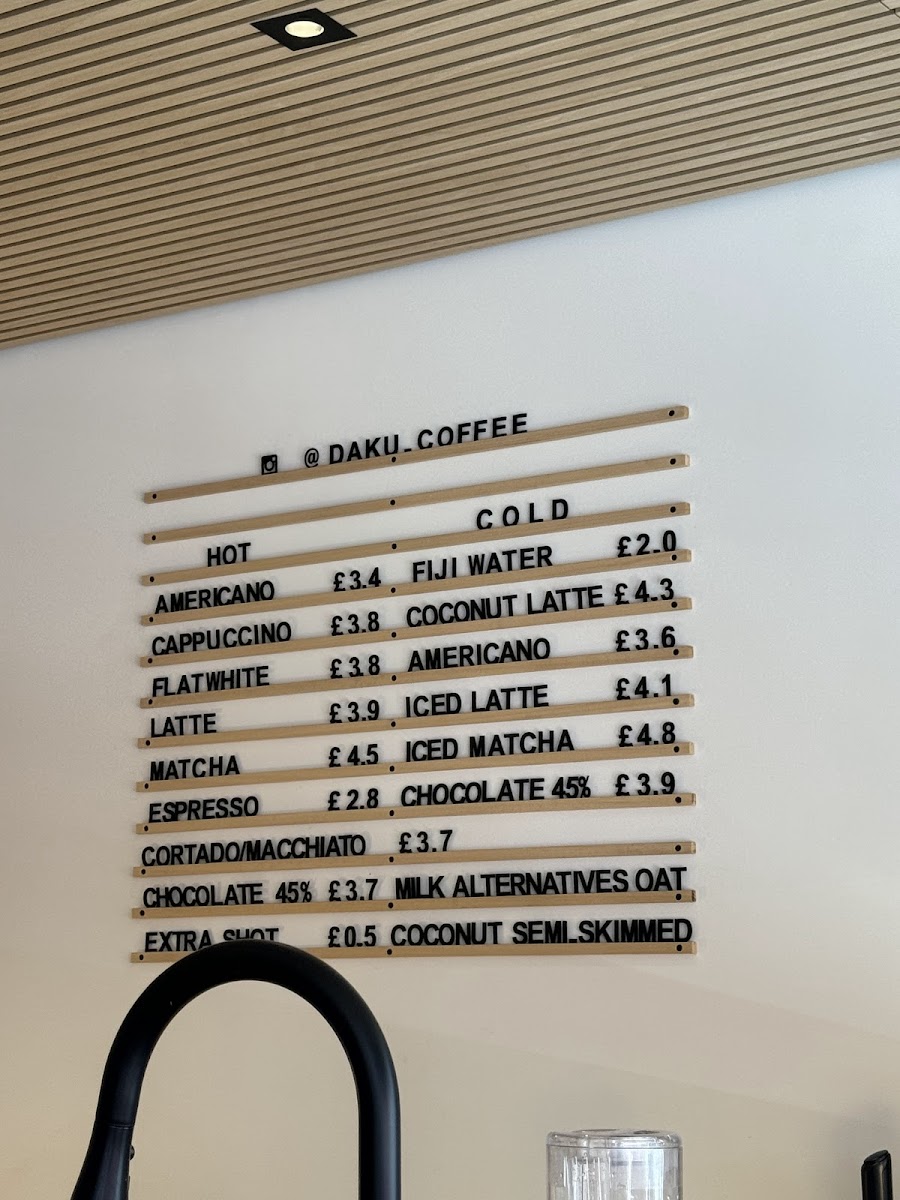 @DAKU_COFFEE
HOT COLD
AMERICANO £3.4 FIJI WATER £2.0
CAPPUCCINO £3.8 COCONUT LATTE £4.3
FLATWHITE £3.8 AMERICANO £3.6
LATTE £3.9 ICED LATTE £4.1
MATCHA £4.5 ICED MATCHA £4.8
ESPRESSO £2.8 CHOCOLATE 45% £3.9
CORTADO/MACCHIATO £3.7
CHOCOLATE 45% £3.7 MILK ALTERNATIVES OAT
EXTRA SHOT £0.5 COCONUT SEMI-SKIMMED